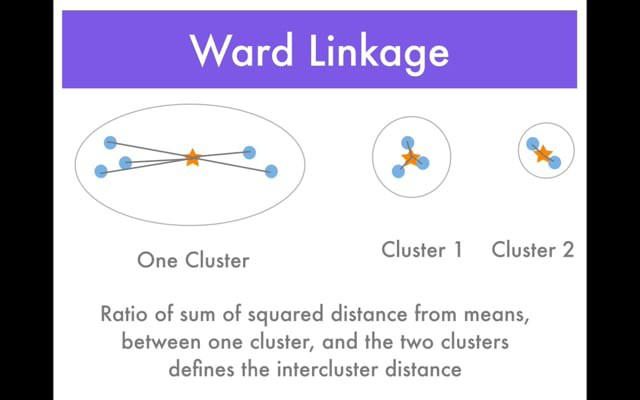 Ward Linkage
One Cluster
Cluster 1
Cluster 2
Ratio of sum of squared distance from means,
between one cluster, and the two clusters
defines the intercluster distance